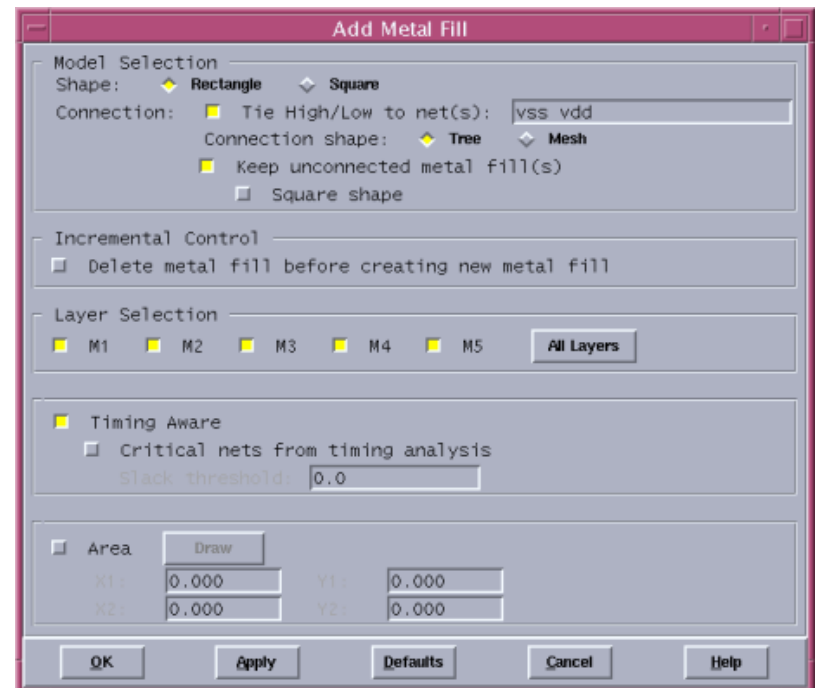 Add Metal Fill
Model Selection
Shape: Rectangle Square
Connection: Tie High/Low to net(s): vss vdd
Connection shape: Tree Mesh
Keep unconnected metal fill(s)
Square shape
Incremental Control
Delete metal fill before creating new metal fill
Layer Selection
M1 M2 M3 M4 M5 All Layers
Timing Aware
Critical nets from timing analysis
Slack threshold: 0.0
Area Draw
X1: 0.000 Y1: 0.000
X2: 0.000 Y2: 0.000
OK Apply Defaults Cancel Help